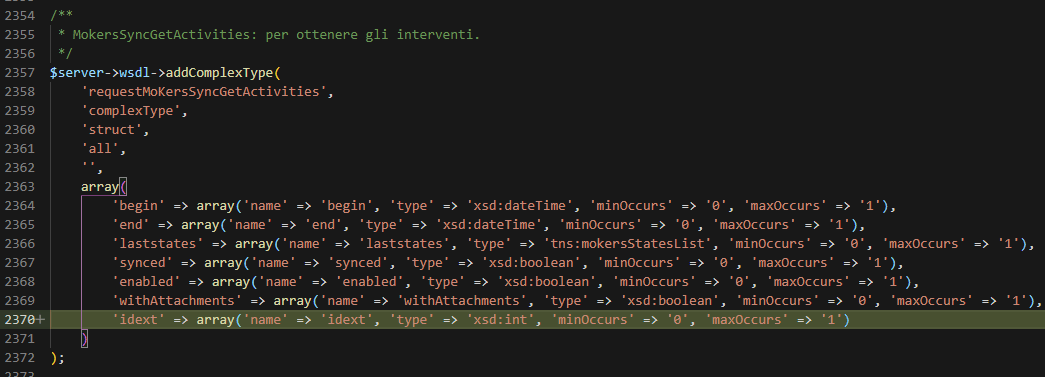 2354 /**
2355  * MokersSyncGetActivities: per ottenere gli interventi.
2356  */
2357 $server->wsdl->addComplexType(
2358     'requestMoKersSyncGetActivities',
2359     'complexType',
2360     'struct',
2361     'all',
2362     '',
2363     array(
2364         'begin' => array('name' => 'begin', 'type' => 'xsd:dateTime', 'minOccurs' => '0', 'maxOccurs' => '1'),
2365         'end' => array('name' => 'end', 'type' => 'xsd:dateTime', 'minOccurs' => '0', 'maxOccurs' => '1'),
2366         'laststates' => array('name' => 'laststates', 'type' => 'tns:mokersStatesList', 'minOccurs' => '0', 'maxOccurs' => '1'),
2367         'synced' => array('name' => 'synced', 'type' => 'xsd:boolean', 'minOccurs' => '0', 'maxOccurs' => '1'),
2368         'enabled' => array('name' => 'enabled', 'type' => 'xsd:boolean', 'minOccurs' => '0', 'maxOccurs' => '1'),
2369         'withAttachments' => array('name' => 'withAttachments', 'type' => 'xsd:boolean', 'minOccurs' => '0', 'maxOccurs' => '1'),
2370+         'idext' => array('name' => 'idext', 'type' => 'xsd:int', 'minOccurs' => '0', 'maxOccurs' => '1')
2371     )
2372 );